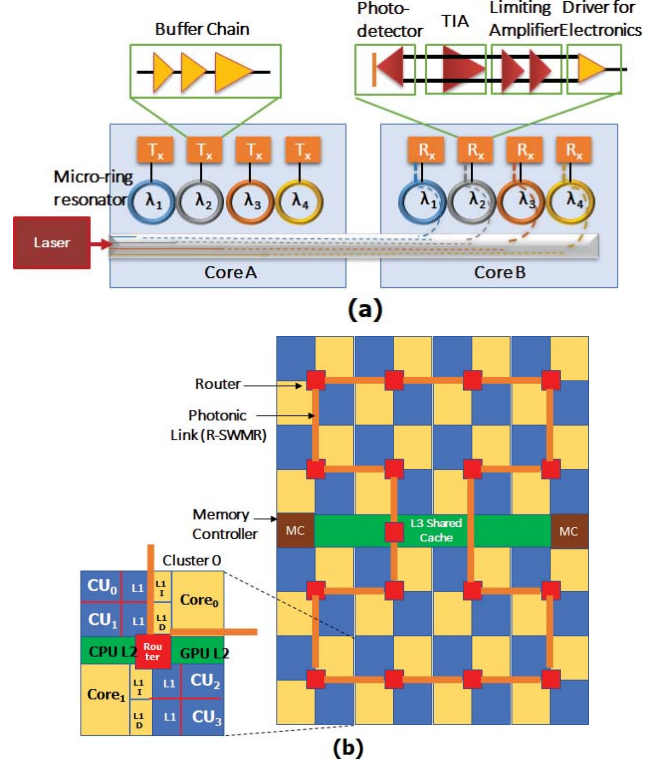 Buffer Chain
Photo-
detector
TIA
Limiting
Amplifier
Driver for
Electronics
Tx
Tx
Tx
Tx
Rx
Rx
Rx
Rx
Micro-ring
resonator
λ1
λ2
λ3
λ4
λ1
λ2
λ3
λ4
Laser
Core A
Core B
(a)
Router
Photonic
Link (R-SWMR)
Memory
Controller
MC
L3 Shared
Cache
MC
Cluster 0
CU0
L1
L1
I
Core0
CU1
L1
L1
D
CPU L2
Rou
ter
GPU L2
Core1
L1
I
L1
CU2
L1
D
L1
CU3
(b)